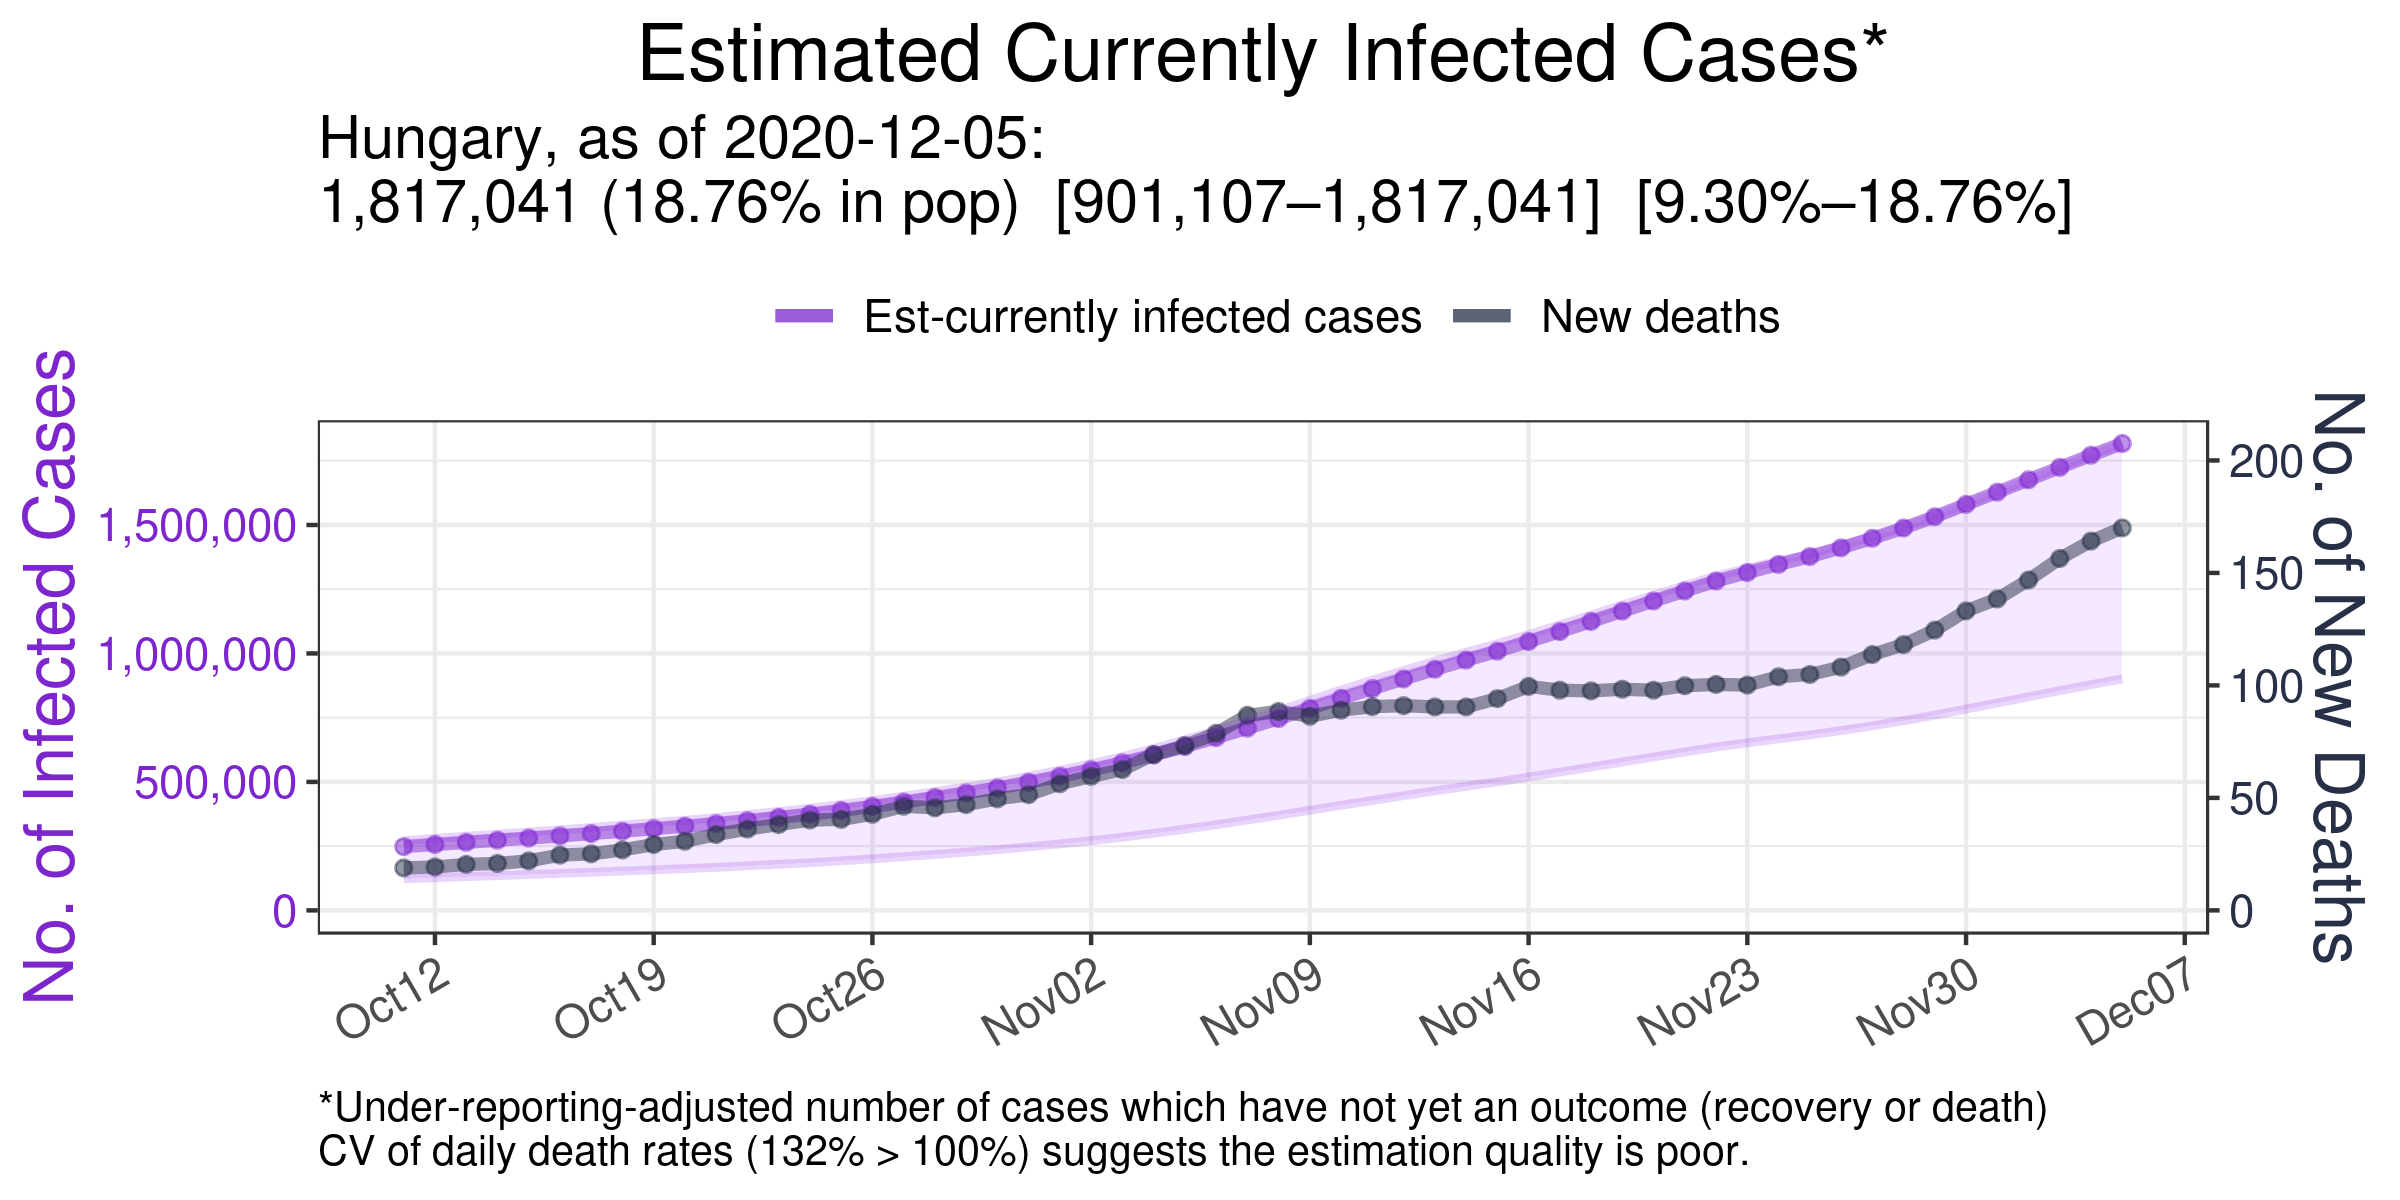 Estimated Currently Infected Cases*
Hungary, as of 2020-12-05:
1,817,041 (18.76% in pop)  [901,107–1,817,041]  [9.30%–18.76%]
Est-currently infected cases
New deaths
No. of Infected Cases
1,500,000
1,000,000
500,000
0
200
150
100
50
0
No. of New Deaths
Oct12
Oct19
Oct26
Nov02
Nov09
Nov16
Nov23
Nov30
Dec07
*Under-reporting-adjusted number of cases which have not yet an outcome (recovery or death)
CV of daily death rates (132% > 100%) suggests the estimation quality is poor.